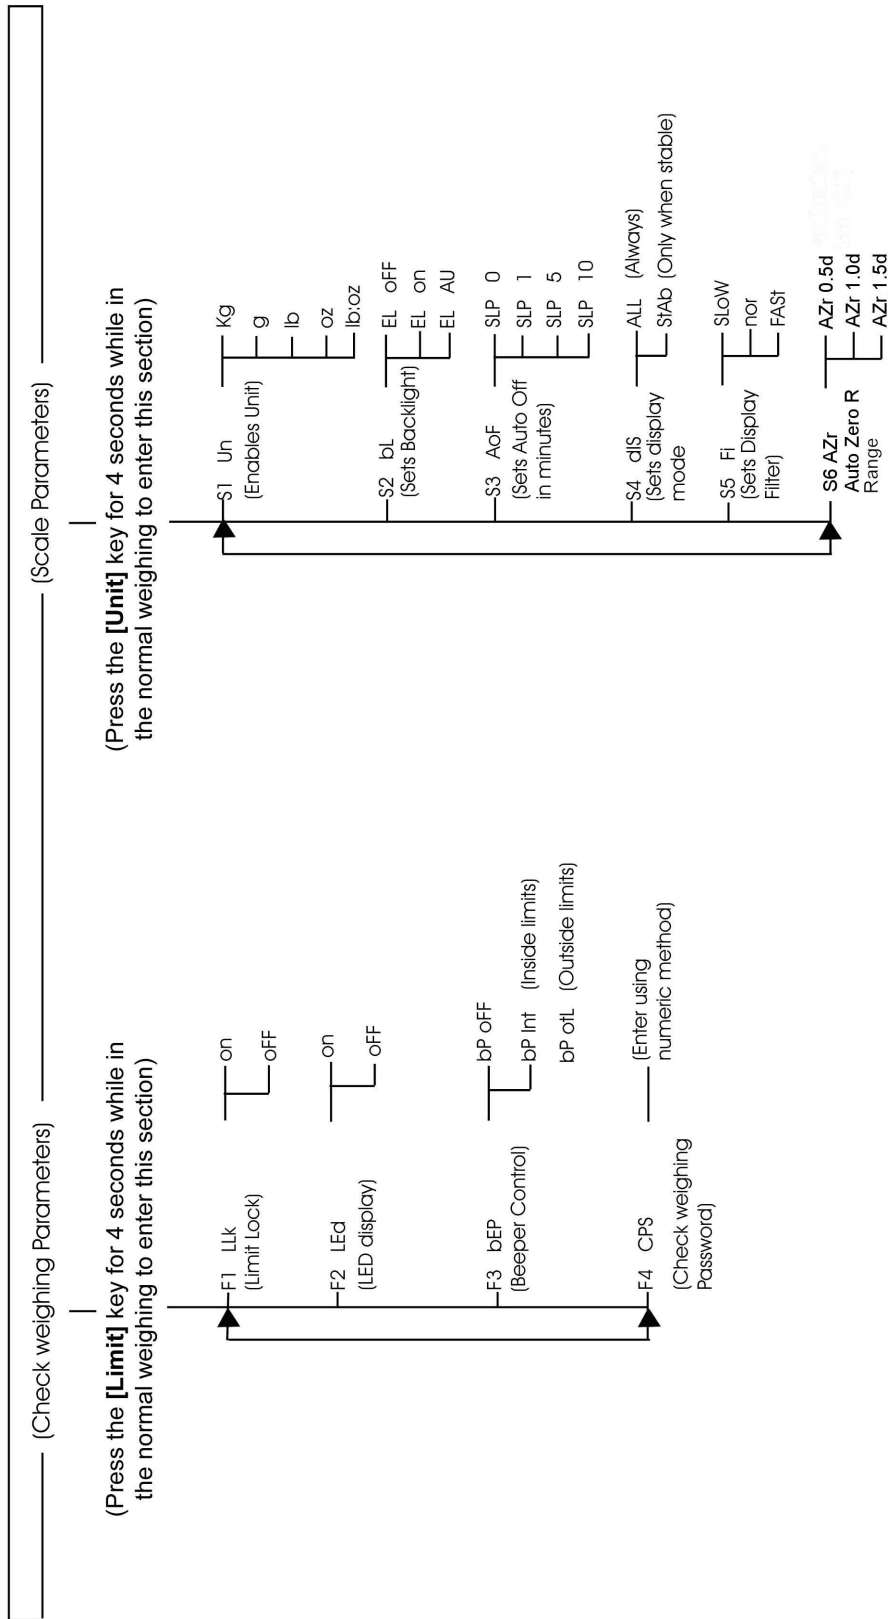 (Check weighing Parameters)
(Press the [Limit] key for 4 seconds while in
the normal weighing to enter this section)
F1 LLk
(Limit Lock)
on
oFF
F2 LEd
(LED display)
on
oFF
F3 bEP
(Beeper Control)
bP oFF
bP Int (Inside limits)
bP otL (Outside limits)
F4 CPS
(Check weighing
Password)
(Enter using
numeric method)
(Scale Parameters)
(Press the [Unit] key for 4 seconds while in
the normal weighing to enter this section)
S1 Un
(Enables Unit)
Kg
g
lb
oz
lb:oz
S2 bL
(Sets Backlight)
EL oFF
EL on
EL AU
S3 AoF
(Sets Auto Off
in minutes)
SLP 0
SLP 1
SLP 5
SLP 10
S4 dIS
(Sets display
mode
ALL (Always)
StAb (Only when stable)
S5 Fi
(Sets Display
Filter)
SLoW
nor
FASt
S6 AZr
Auto Zero R
Range
AZr 0.5d
AZr 1.0d
AZr 1.5d